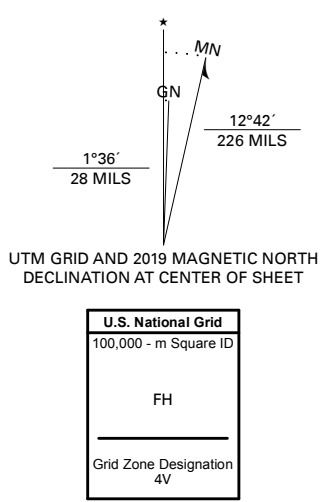 MN
GN
12°42´
226 MILS
1°36´
28 MILS
UTM GRID AND 2019 MAGNETIC NORTH
DECLINATION AT CENTER OF SHEET
U.S. National Grid
100,000 - m Square ID
FH
Grid Zone Designation
4V